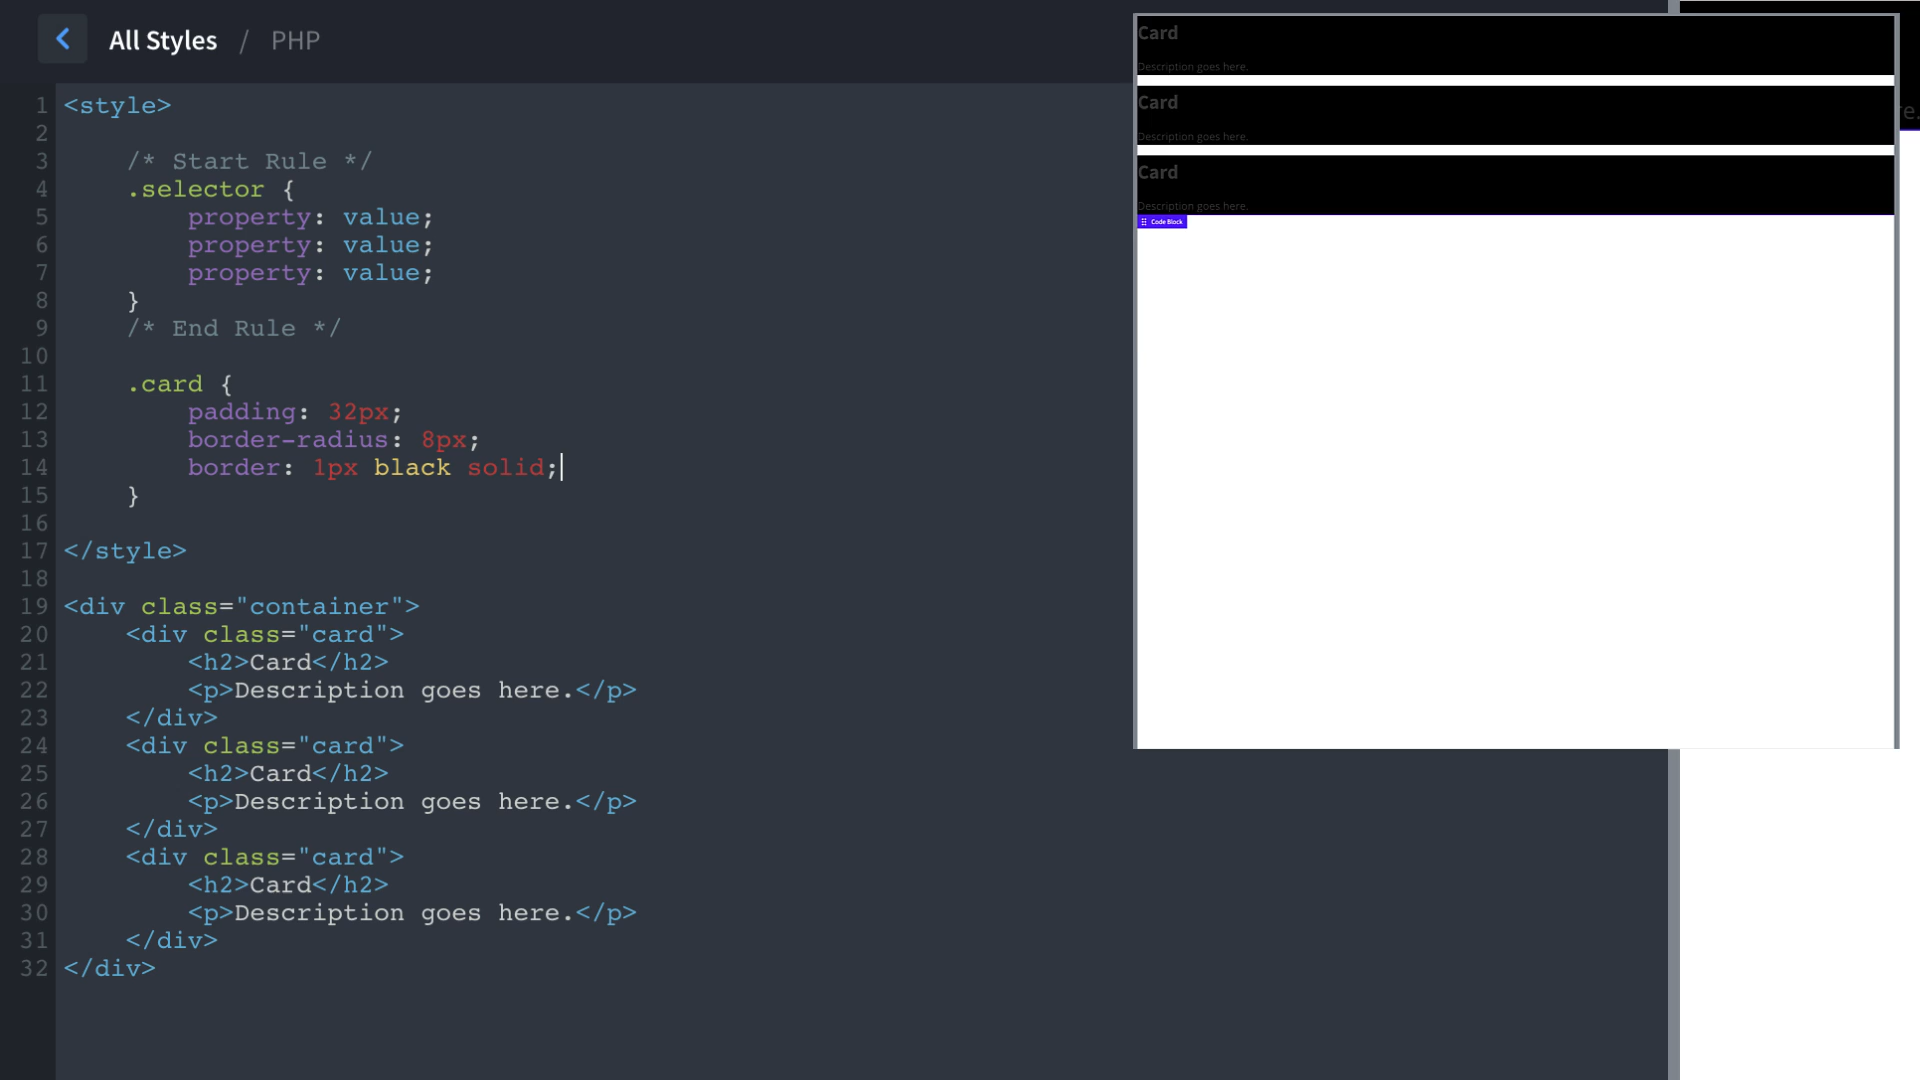 All Styles / PHP
1 <style>
2
3 /* Start Rule */
4 .selector {
5 property: value;
6 property: value;
7 property: value;
8 }
9 /* End Rule */
10
11 .card {
12 padding: 32px;
13 border-radius: 8px;
14 border: 1px black solid;
15 }
16
17 </style>
18
19 <div class="container">
20 <div class="card">
21 <h2>Card</h2>
22 <p>Description goes here.</p>
23 </div>
24 <div class="card">
25 <h2>Card</h2>
26 <p>Description goes here.</p>
27 </div>
28 <div class="card">
29 <h2>Card</h2>
30 <p>Description goes here.</p>
31 </div>
32 </div>
Card
Description goes here.
Card
Description goes here.
Card
Description goes here.
Code Block
re.